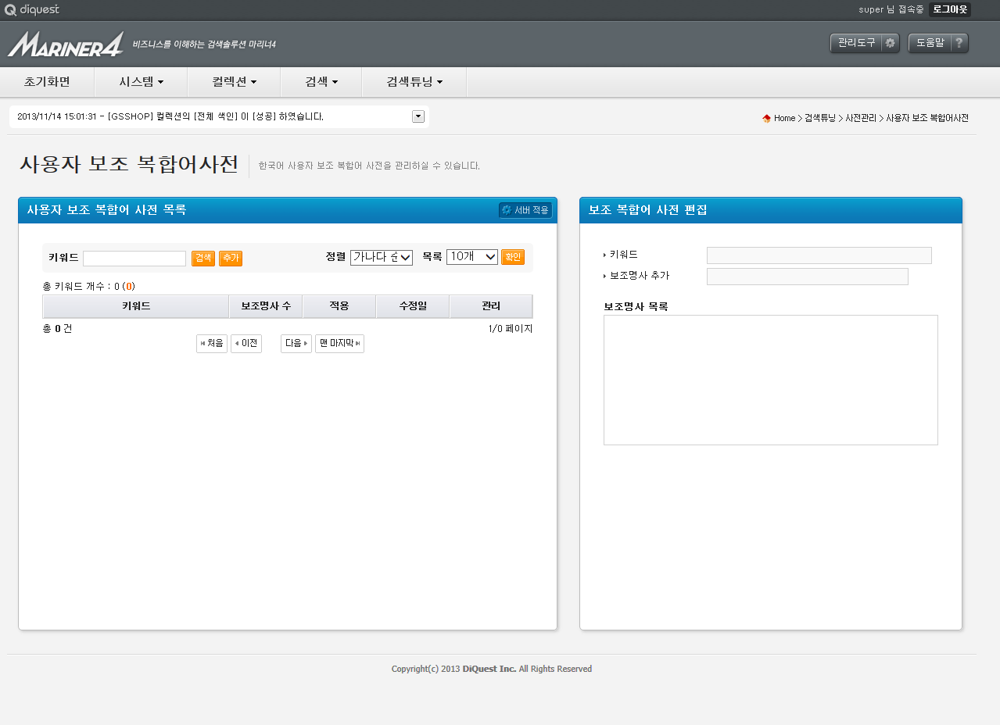 diquest
super 님 접속중 로그아웃
MARINER4 비즈니스를 이해하는 검색솔루션 마리너4
관리도구 도움말 ?
초기화면 시스템 컬렉션 검색 검색튜닝
2013/11/14 15:01:31 - [GSSHOP] 컬렉션의 [전체 색인] 이 [성공] 하였습니다.
Home > 검색튜닝 > 사전관리 > 사용자 보조 복합어사전
사용자 보조 복합어사전 한국어 사용자 보조 복합어 사전을 관리하실 수 있습니다.
사용자 보조 복합어 사전 목록 서버 적용
키워드 검색 추가 정렬 가나다 순 목록 10개 확인
총 키워드 개수 : 0 (0)
키워드 보조명사 수 적용 수정일 관리
총 0 건 1/0 페이지
처음 이전 다음 맨 마지막
보조 복합어 사전 편집
키워드
보조명사 추가
보조명사 목록
Copyright(c) 2013 DiQuest Inc. All Rights Reserved